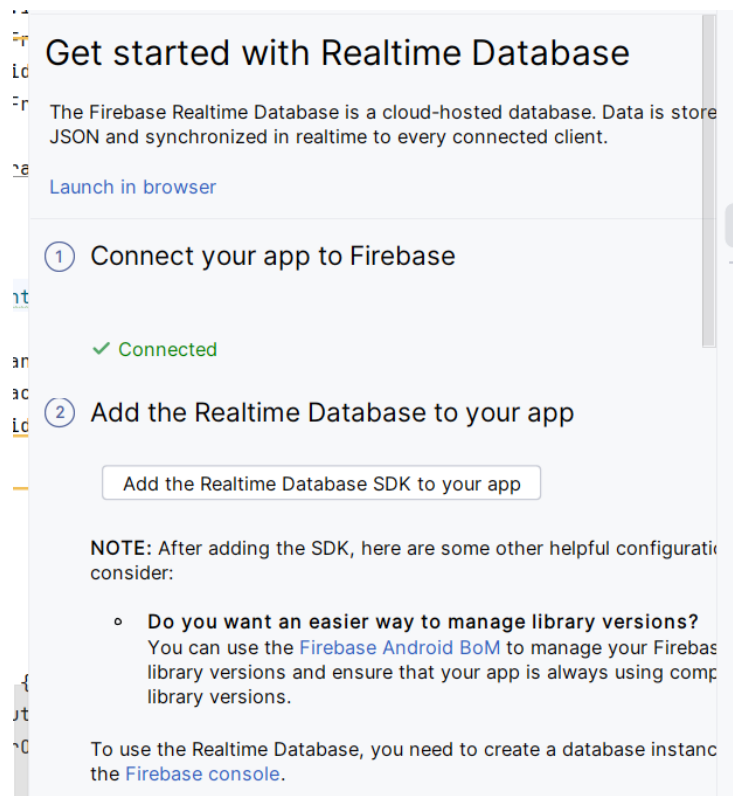 Get started with Realtime Database
The Firebase Realtime Database is a cloud-hosted database. Data is store
JSON and synchronized in realtime to every connected client.
Launch in browser
1 Connect your app to Firebase
✓ Connected
2 Add the Realtime Database to your app
Add the Realtime Database SDK to your app
NOTE: After adding the SDK, here are some other helpful configurati
consider:
Do you want an easier way to manage library versions?
You can use the Firebase Android BoM to manage your Firebas
library versions and ensure that your app is always using comp
library versions.
To use the Realtime Database, you need to create a database instanc
the Firebase console.